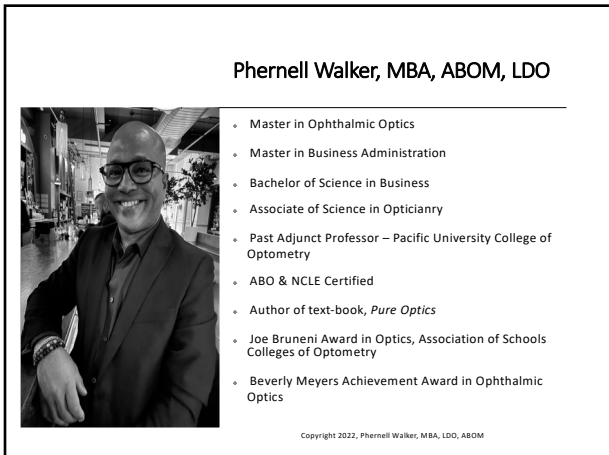 Phernell Walker, MBA, ABOM, LDO
Master in Ophthalmic Optics
Master in Business Administration
Bachelor of Science in Business
Associate of Science in Opticianry
Past Adjunct Professor – Pacific University College of
Optometry
ABO & NCLE Certified
Author of text-book, Pure Optics
Joe Bruneni Award in Optics, Association of Schools
Colleges of Optometry
Beverly Meyers Achievement Award in Ophthalmic
Optics
Copyright 2022, Phernell Walker, MBA, LDO, ABOM